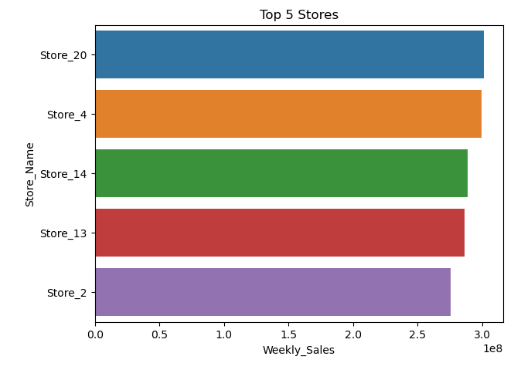 Top 5 Stores
Store_20
Store_4
Store_14
Store_13
Store_2
Store_Name
0.0 0.5 1.0 1.5 2.0 2.5 3.0
1e8
Weekly_Sales